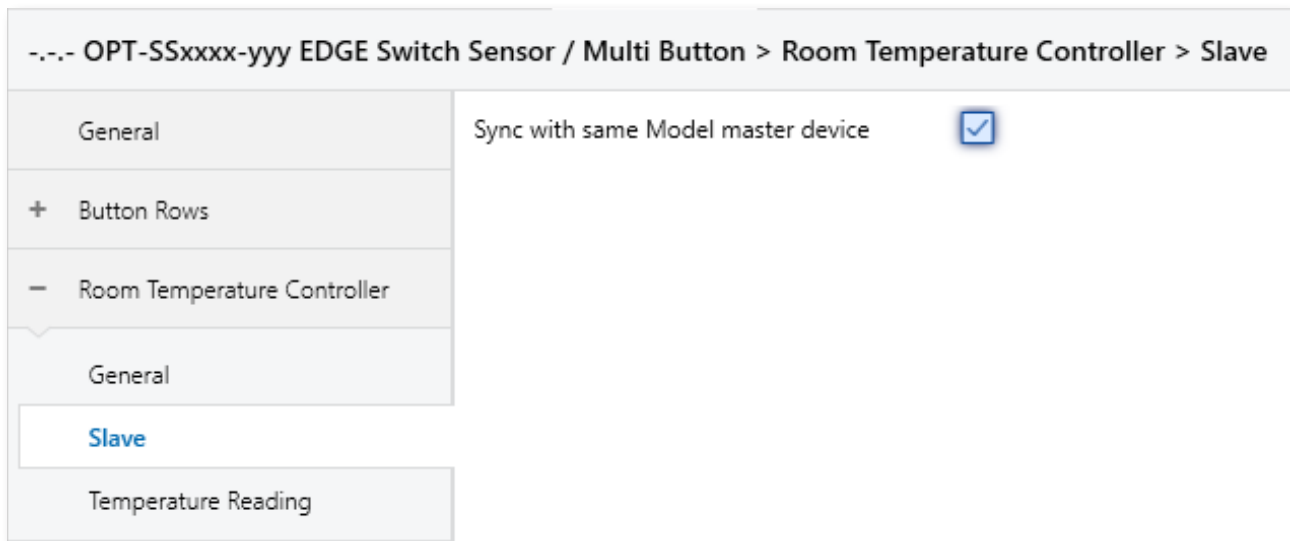 -.-.- OPT-SSxxxx-yyy EDGE Switch Sensor / Multi Button > Room Temperature Controller > Slave
General
Sync with same Model master device
+ Button Rows
− Room Temperature Controller
General
Slave
Temperature Reading